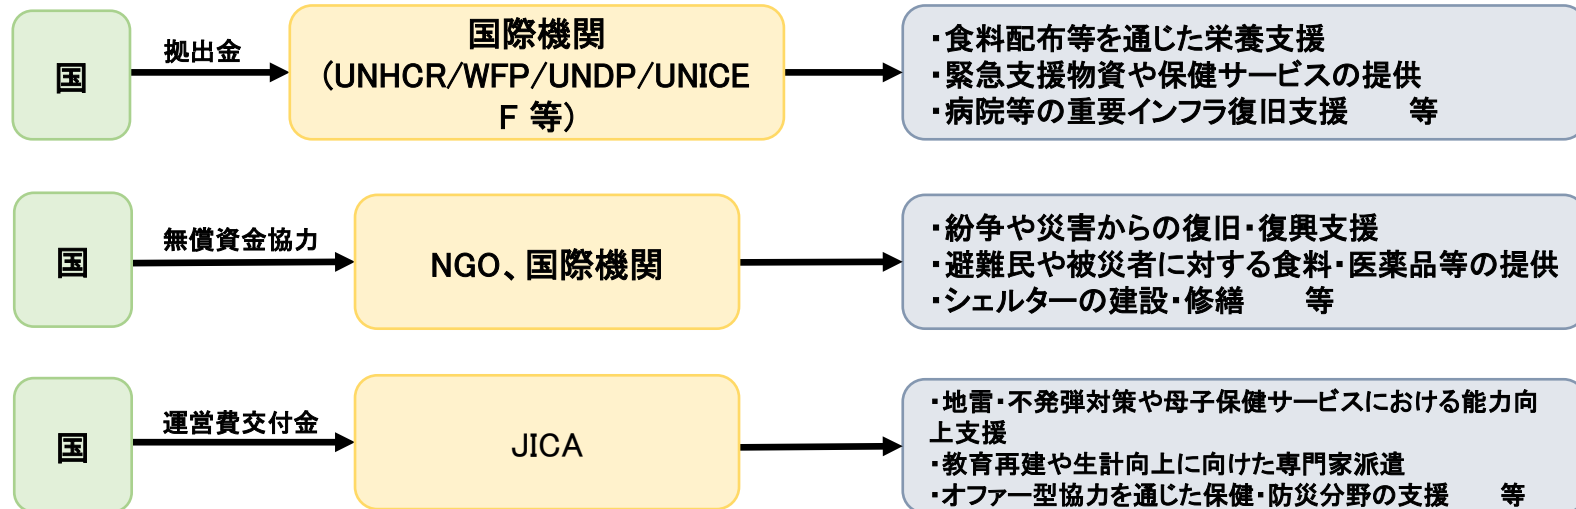 国
拠出金
国際機関
（UNHCR/WFP/UNDP/UNICE
F 等）
・食料配布等を通じた栄養支援
・緊急支援物資や保健サービスの提供
・病院等の重要インフラ復旧支援　　等
国
無償資金協力
NGO、国際機関
・紛争や災害からの復旧・復興支援
・避難民や被災者に対する食料・医薬品等の提供
・シェルターの建設・修繕　　等
国
運営費交付金
JICA
・地雷・不発弾対策や母子保健サービスにおける能力向
上支援
・教育再建や生計向上に向けた専門家派遣
・オファー型協力を通じた保健・防災分野の支援　　等